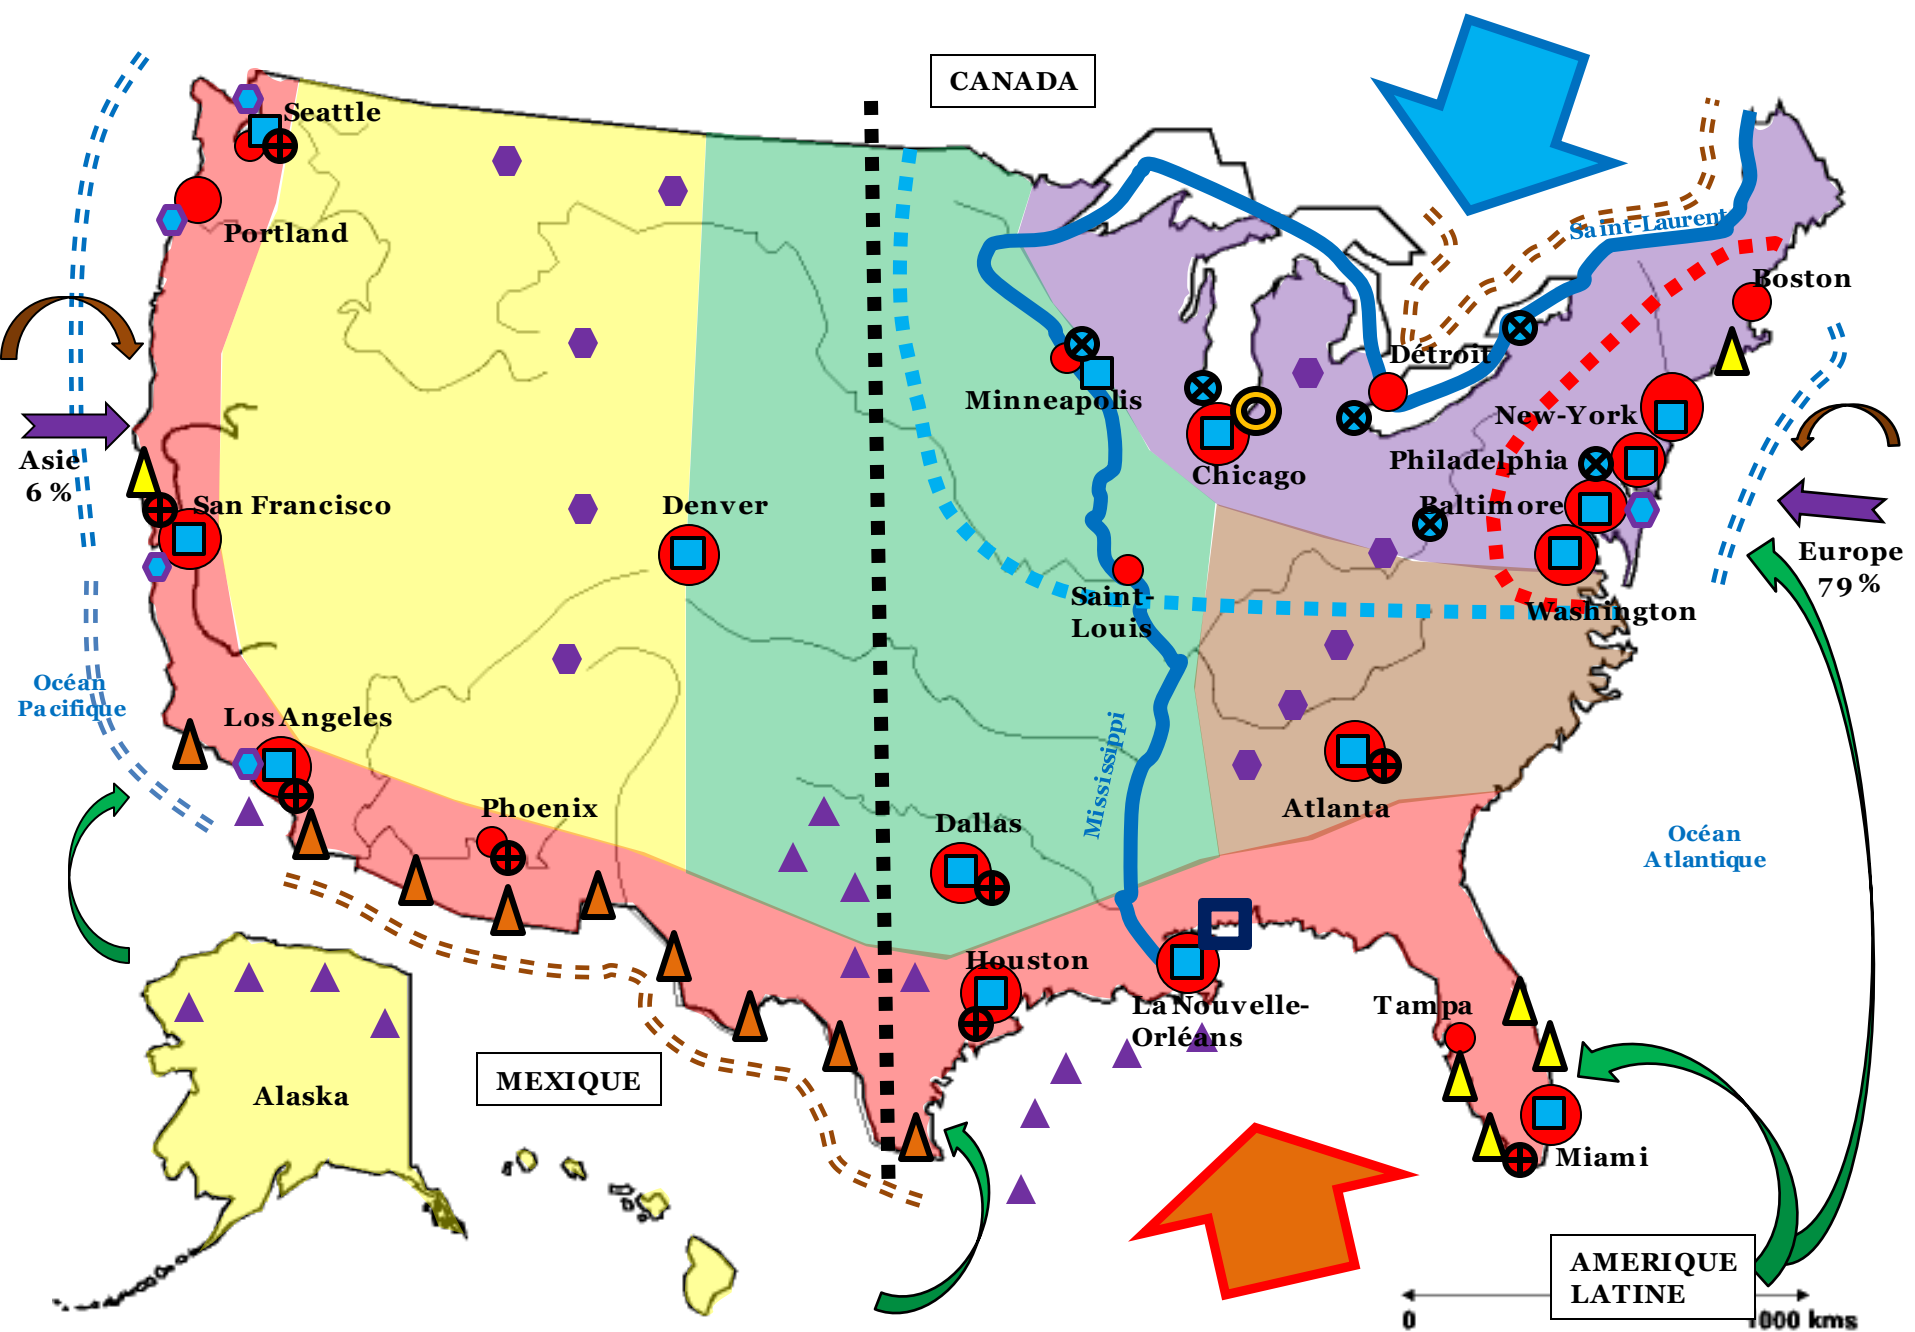 CANADA
Seattle
Portland
Saint-Laurent
Boston
Détroit
Minneapolis
New-York
Philadelphia
Chicago
Baltimore
Asie
6 %
San Francisco
Denver
Europe
79 %
Saint-
Louis
Washington
Océan
Pacifique
Los Angeles
Mississippi
Phoenix
Dallas
Atlanta
Océan
Atlantique
Houston
La Nouvelle-
Orléans
Tampa
MEXIQUE
Alaska
Miami
AMERIQUE
LATINE
0
1000 kms